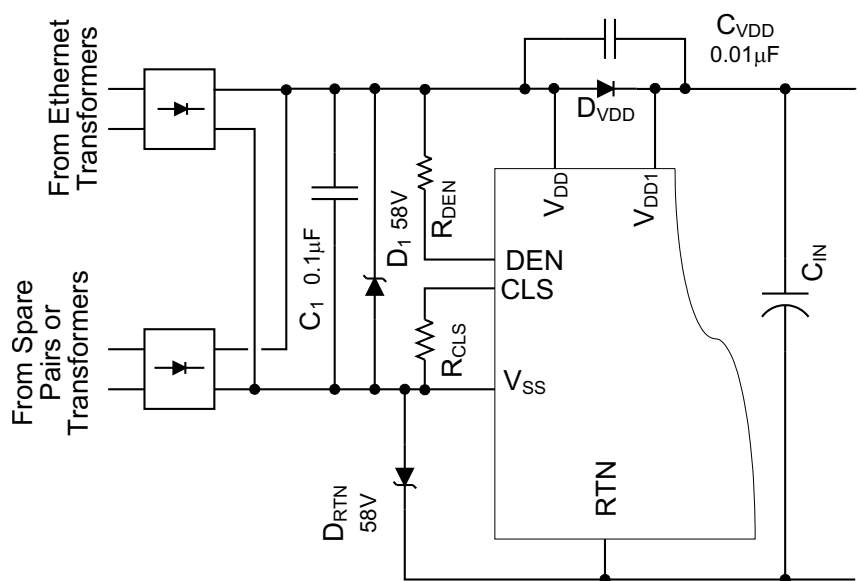 From Ethernet
Transformers
From Spare
Pairs or
Transformers
C1 0.1μF
D1 58V
RDEN
RCLS
DRTN
58V
CVDD
0.01μF
DVDD
VDD
VDD1
DEN
CLS
VSS
RTN
CIN